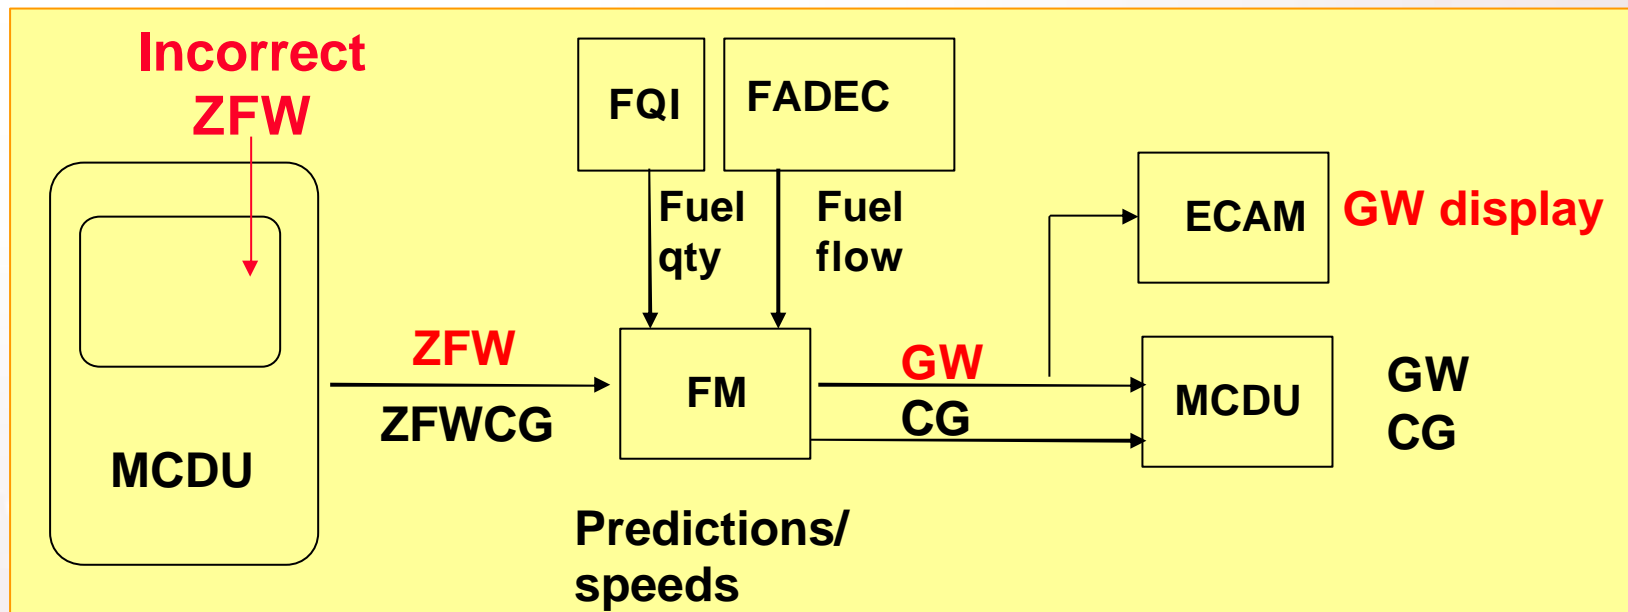 Incorrect
ZFW
FQI
FADEC
Fuel
qty
Fuel
flow
ECAM
GW display
ZFW
ZFWCG
MCDU
FM
GW
CG
MCDU
GW
CG
Predictions/
speeds